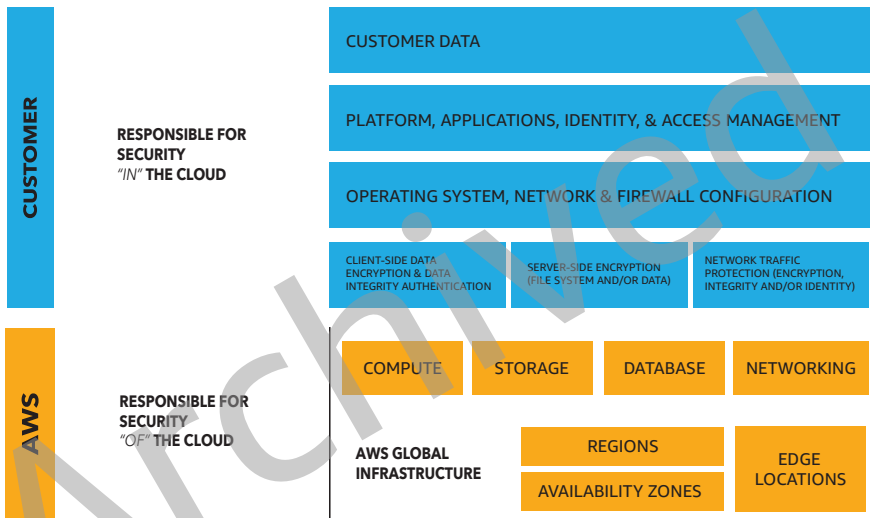 CUSTOMER
RESPONSIBLE FOR
SECURITY
“IN” THE CLOUD
CUSTOMER DATA
PLATFORM, APPLICATIONS, IDENTITY, & ACCESS MANAGEMENT
OPERATING SYSTEM, NETWORK & FIREWALL CONFIGURATION
CLIENT-SIDE DATA
ENCRYPTION & DATA
INTEGRITY AUTHENTICATION
SERVER-SIDE ENCRYPTION
(FILE SYSTEM AND/OR DATA)
NETWORK TRAFFIC
PROTECTION (ENCRYPTION,
INTEGRITY AND/OR IDENTITY)
AWS
RESPONSIBLE FOR
SECURITY
“OF” THE CLOUD
COMPUTE
STORAGE
DATABASE
NETWORKING
AWS GLOBAL
INFRASTRUCTURE
REGIONS
AVAILABILITY ZONES
EDGE
LOCATIONS
Archived